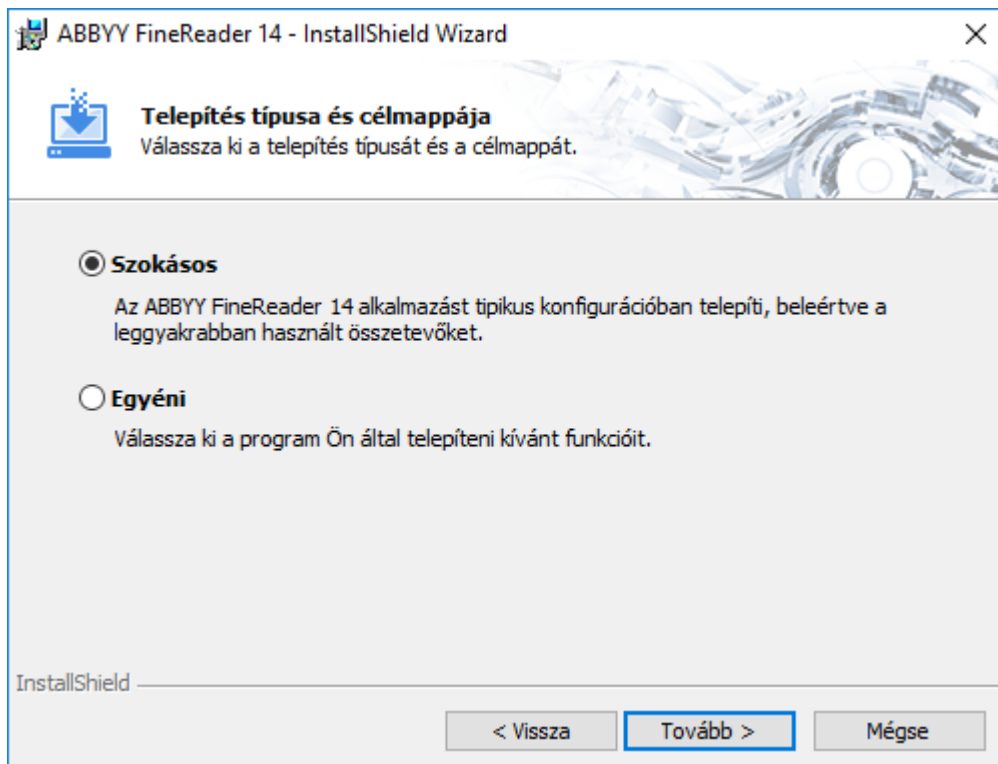 ABBYY FineReader 14 - InstallShield Wizard
Telepítés típusa és célmappája
Válassza ki a telepítés típusát és a célmappát.
Szokásos
Az ABBYY FineReader 14 alkalmazást tipikus konfigurációban telepíti, beleértve a
leggyakrabban használt összetevőket.
Egyéni
Válassza ki a program Ön által telepíteni kívánt funkcióit.
InstallShield
< Vissza
Tovább >
Mégse